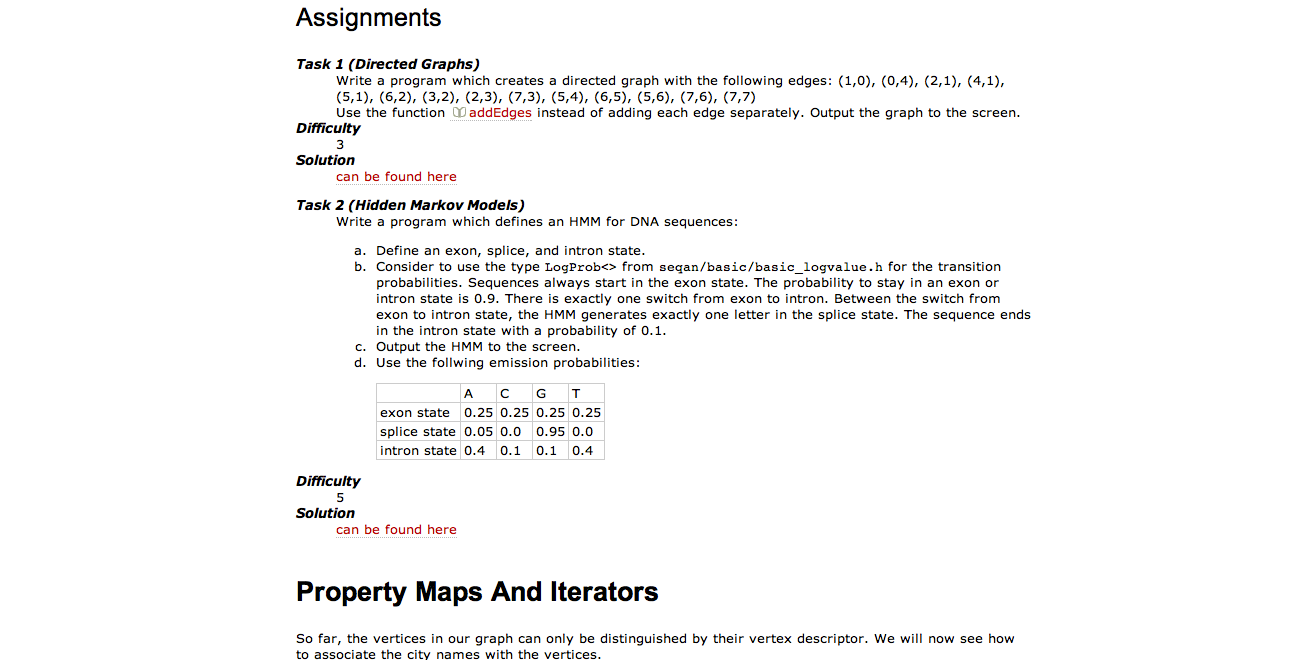 Assignments
Task 1 (Directed Graphs)
Write a program which creates a directed graph with the following edges: (1,0), (0,4), (2,1), (4,1),
(5,1), (6,2), (3,2), (2,3), (7,3), (5,4), (6,5), (5,6), (7,6), (7,7)
Use the function addEdges instead of adding each edge separately. Output the graph to the screen.
Difficulty
3
Solution
can be found here
Task 2 (Hidden Markov Models)
Write a program which defines an HMM for DNA sequences:
a. Define an exon, splice, and intron state.
b. Consider to use the type LogProb<> from seqan/basic/basic_logvalue.h for the transition
probabilities. Sequences always start in the exon state. The probability to stay in an exon or
intron state is 0.9. There is exactly one switch from exon to intron. Between the switch from
exon to intron state, the HMM generates exactly one letter in the splice state. The sequence ends
in the intron state with a probability of 0.1.
c. Output the HMM to the screen.
d. Use the follwing emission probabilities:
A C G T
exon state 0.25 0.25 0.25 0.25
splice state 0.05 0.0 0.95 0.0
intron state 0.4 0.1 0.1 0.4
Difficulty
5
Solution
can be found here
Property Maps And Iterators
So far, the vertices in our graph can only be distinguished by their vertex descriptor. We will now see how
to associate the city names with the vertices.